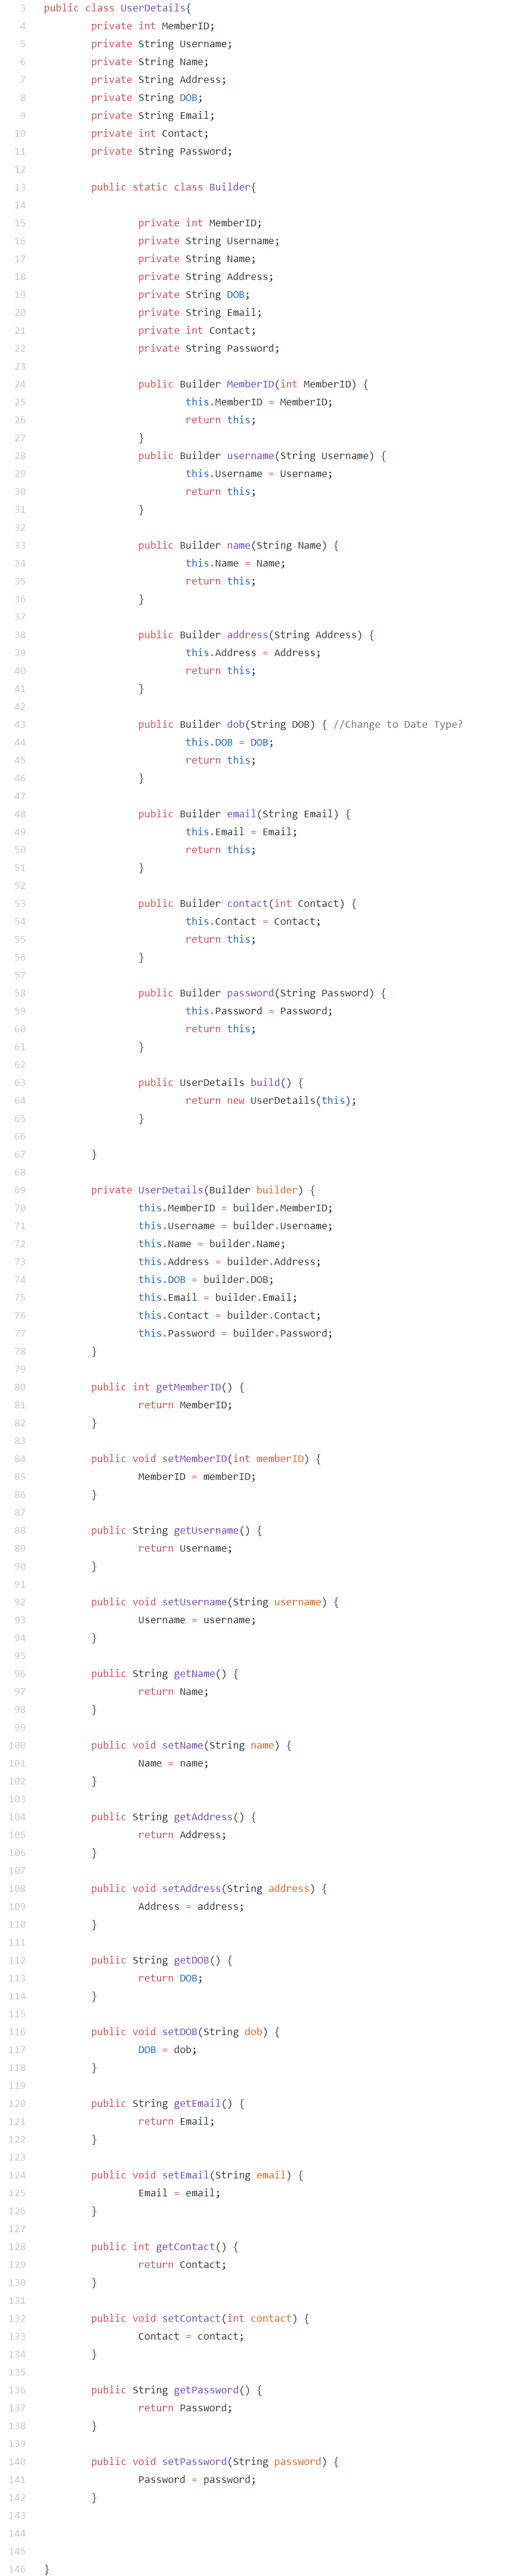 3 public class UserDetails{
4 private int MemberID;
5 private String Username;
6 private String Name;
7 private String Address;
8 private String DOB;
9 private String Email;
10 private int Contact;
11 private String Password;
12
13 public static class Builder{
14
15 private int MemberID;
16 private String Username;
17 private String Name;
18 private String Address;
19 private String DOB;
20 private String Email;
21 private int Contact;
22 private String Password;
23
24 public Builder MemberID(int MemberID) {
25 this.MemberID = MemberID;
26 return this;
27 }
28 public Builder username(String Username) {
29 this.Username = Username;
30 return this;
31 }
32
33 public Builder name(String Name) {
34 this.Name = Name;
35 return this;
36 }
37
38 public Builder address(String Address) {
39 this.Address = Address;
40 return this;
41 }
42
43 public Builder dob(String DOB) { //Change to Date Type?
44 this.DOB = DOB;
45 return this;
46 }
47
48 public Builder email(String Email) {
49 this.Email = Email;
50 return this;
51 }
52
53 public Builder contact(int Contact) {
54 this.Contact = Contact;
55 return this;
56 }
57
58 public Builder password(String Password) {
59 this.Password = Password;
60 return this;
61 }
62
63 public UserDetails build() {
64 return new UserDetails(this);
65 }
66
67 }
68
69 private UserDetails(Builder builder) {
70 this.MemberID = builder.MemberID;
71 this.Username = builder.Username;
72 this.Name = builder.Name;
73 this.Address = builder.Address;
74 this.DOB = builder.DOB;
75 this.Email = builder.Email;
76 this.Contact = builder.Contact;
77 this.Password = builder.Password;
78 }
79
80 public int getMemberID() {
81 return MemberID;
82 }
83
84 public void setMemberID(int memberID) {
85 MemberID = memberID;
86 }
87
88 public String getUsername() {
89 return Username;
90 }
91
92 public void setUsername(String username) {
93 Username = username;
94 }
95
96 public String getName() {
97 return Name;
98 }
99
100 public void setName(String name) {
101 Name = name;
102 }
103
104 public String getAddress() {
105 return Address;
106 }
107
108 public void setAddress(String address) {
109 Address = address;
110 }
111
112 public String getDOB() {
113 return DOB;
114 }
115
116 public void setDOB(String dob) {
117 DOB = dob;
118 }
119
120 public String getEmail() {
121 return Email;
122 }
123
124 public void setEmail(String email) {
125 Email = email;
126 }
127
128 public int getContact() {
129 return Contact;
130 }
131
132 public void setContact(int contact) {
133 Contact = contact;
134 }
135
136 public String getPassword() {
137 return Password;
138 }
139
140 public void setPassword(String password) {
141 Password = password;
142 }
143
144
145
146 }